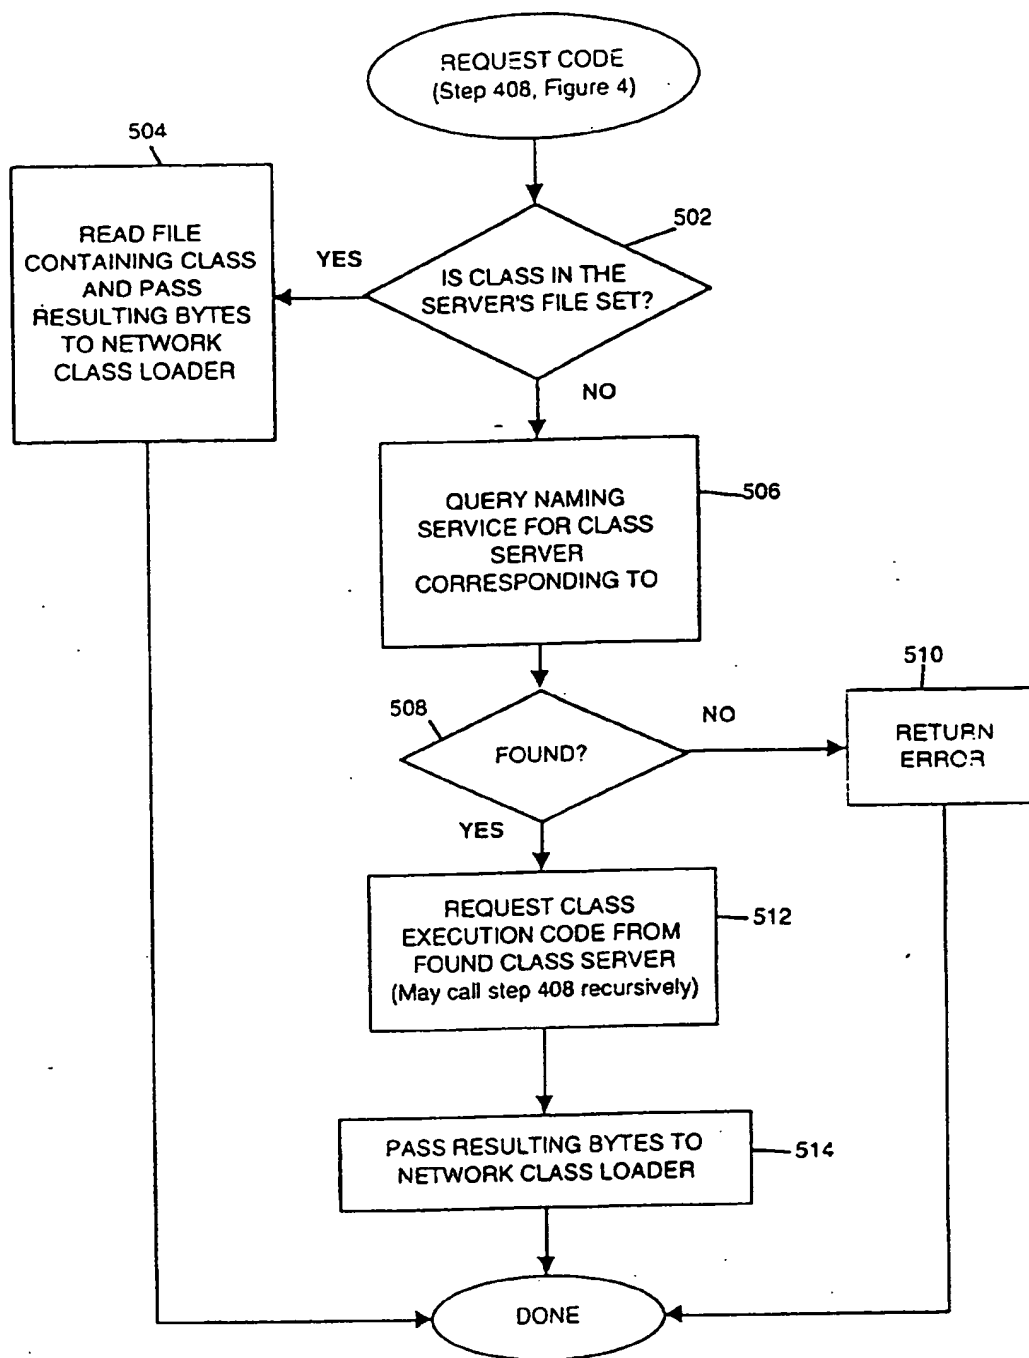 REQUEST CODE
(Step 408, Figure 4)
504
502
READ FILE
CONTAINING CLASS
AND PASS
RESULTING BYTES
TO NETWORK
CLASS LOADER
YES
IS CLASS IN THE
SERVER'S FILE SET?
NO
506
QUERY NAMING
SERVICE FOR CLASS
SERVER
CORRESPONDING TO
510
508
NO
FOUND?
RETURN
ERROR
YES
REQUEST CLASS
EXECUTION CODE FROM
FOUND CLASS SERVER
(May call step 408 recursively)
512
PASS RESULTING BYTES TO
NETWORK CLASS LOADER
514
DONE